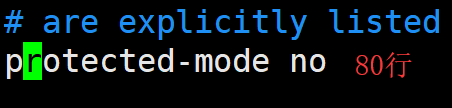 # are explicitly listed
protected-mode no 80行